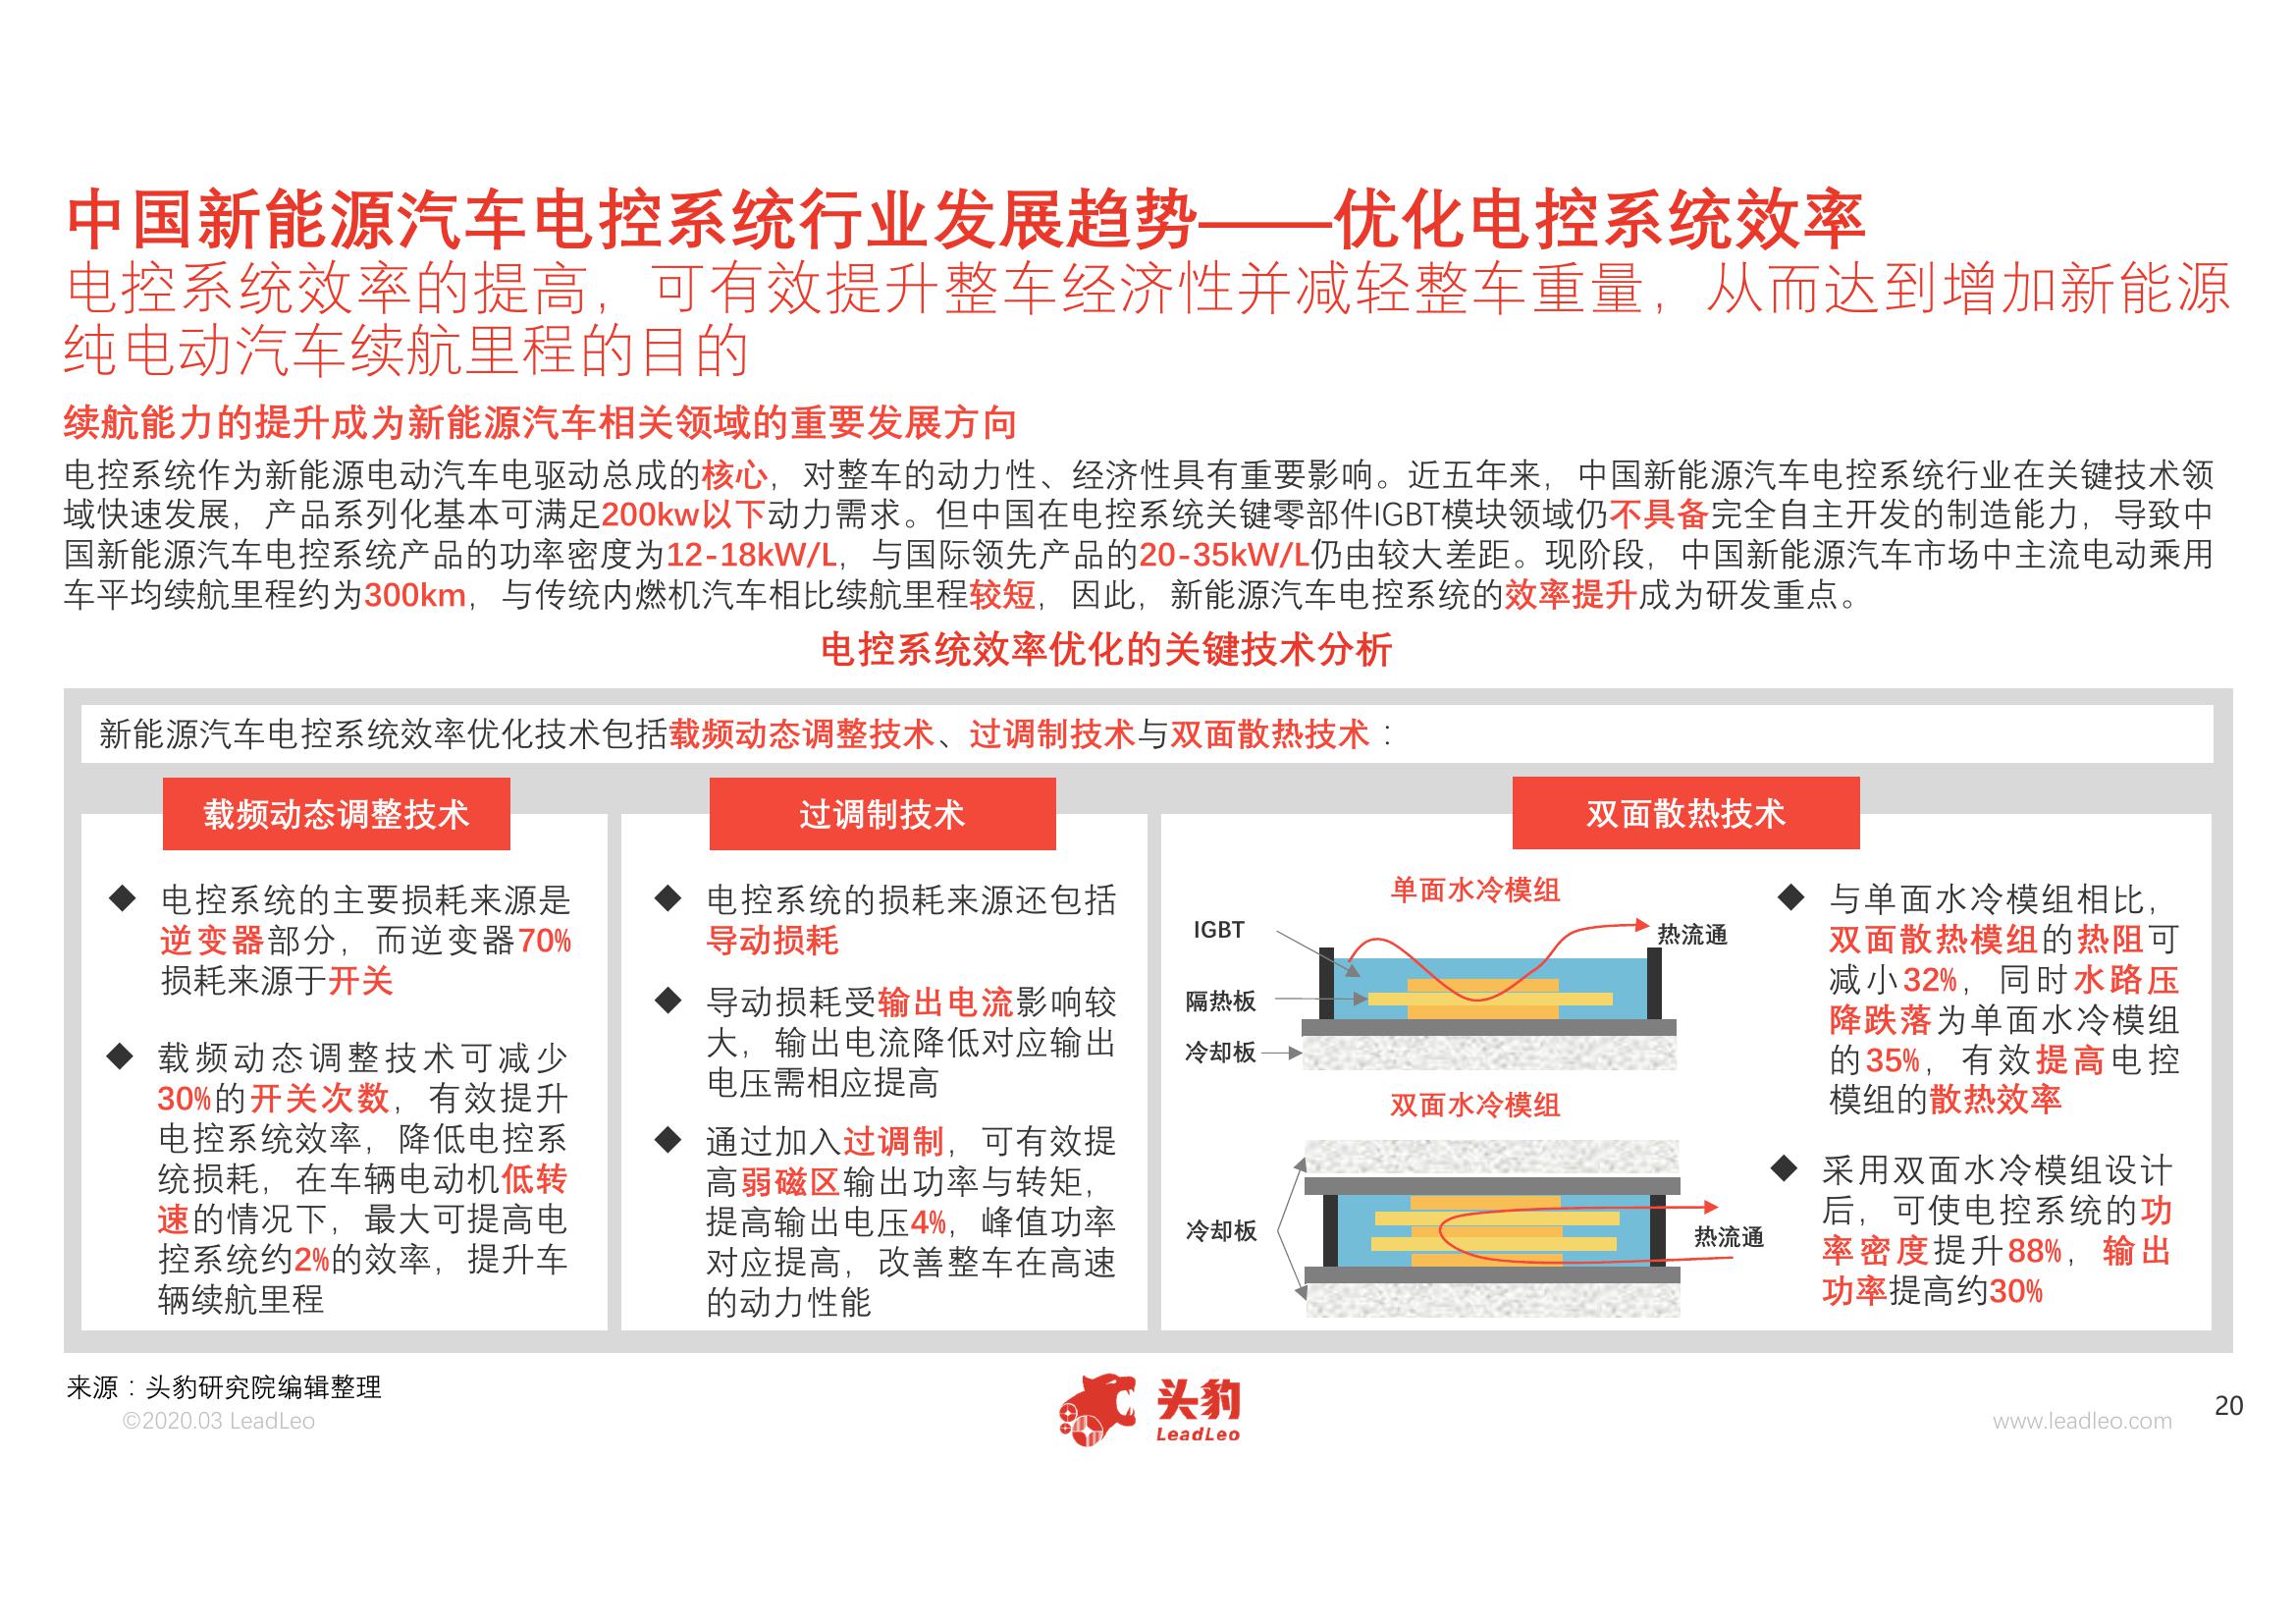 中国新能源汽车电控系统行业发展趋势——优化电控系统效率
电控系统效率的提高，可有效提升整车经济性并减轻整车重量，从而达到增加新能源
纯电动汽车续航里程的目的
续航能力的提升成为新能源汽车相关领域的重要发展方向
电控系统作为新能源电动汽车电驱动总成的核心，对整车的动力性、经济性具有重要影响。近五年来，中国新能源汽车电控系统行业在关键技术领
域快速发展，产品系列化基本可满足200kw以下动力需求。但中国在电控系统关键零部件IGBT模块领域仍不具备完全自主开发的制造能力，导致中
国新能源汽车电控系统产品的功率密度为12-18kW/L，与国际领先产品的20-35kW/L仍由较大差距。现阶段，中国新能源汽车市场中主流电动乘用
车平均续航里程约为300km，与传统内燃机汽车相比续航里程较短，因此，新能源汽车电控系统的效率提升成为研发重点。
电控系统效率优化的关键技术分析
新能源汽车电控系统效率优化技术包括载频动态调整技术、过调制技术与双面散热技术：
载频动态调整技术
◆ 电控系统的主要损耗来源是
逆变器部分，而逆变器70%
损耗来源于开关
◆ 载频动态调整技术可减少
30%的开关次数，有效提升
电控系统效率，降低电控系
统损耗，在车辆电动机低转
速的情况下，最大可提高电
控系统约2%的效率，提升车
辆续航里程
过调制技术
◆ 电控系统的损耗来源还包括
导动损耗
◆ 导动损耗受输出电流影响较
大，输出电流降低对应输出
电压需相应提高
◆ 通过加入过调制，可有效提
高弱磁区输出功率与转矩，
提高输出电压4%，峰值功率
对应提高，改善整车在高速
的动力性能
双面散热技术
单面水冷模组
IGBT
热流通
隔热板
冷却板
双面水冷模组
冷却板
热流通
◆ 与单面水冷模组相比，
双面散热模组的热阻可
减小32%，同时水路压
降跌落为单面水冷模组
的35%，有效提高电控
模组的散热效率
◆ 采用双面水冷模组设计
后，可使电控系统的功
率密度提升88%，输出
功率提高约30%
来源：头豹研究院编辑整理
©2020.03 LeadLeo
头豹
LeadLeo
www.leadleo.com
20